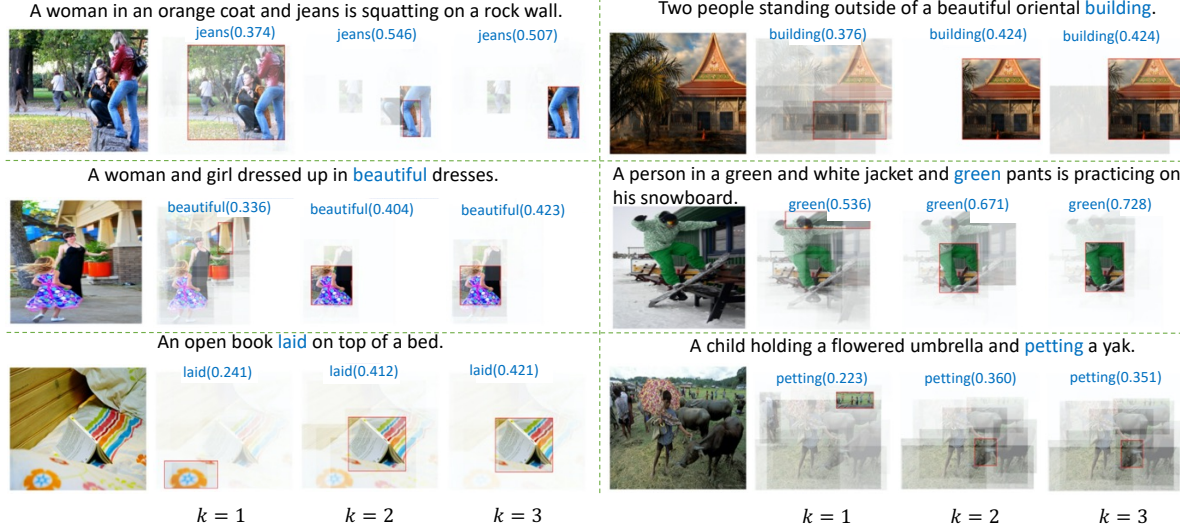 A woman in an orange coat and jeans is squatting on a rock wall.
jeans(0.374) jeans(0.546) jeans(0.507)
Two people standing outside of a beautiful oriental building.
building(0.376) building(0.424) building(0.424)
A woman and girl dressed up in beautiful dresses.
beautiful(0.336) beautiful(0.404) beautiful(0.423)
A person in a green and white jacket and green pants is practicing on
his snowboard.
green(0.536) green(0.671) green(0.728)
An open book laid on top of a bed.
laid(0.241) laid(0.412) laid(0.421)
A child holding a flowered umbrella and petting a yak.
petting(0.223) petting(0.360) petting(0.351)
k = 1 k = 2 k = 3
k = 1 k = 2 k = 3